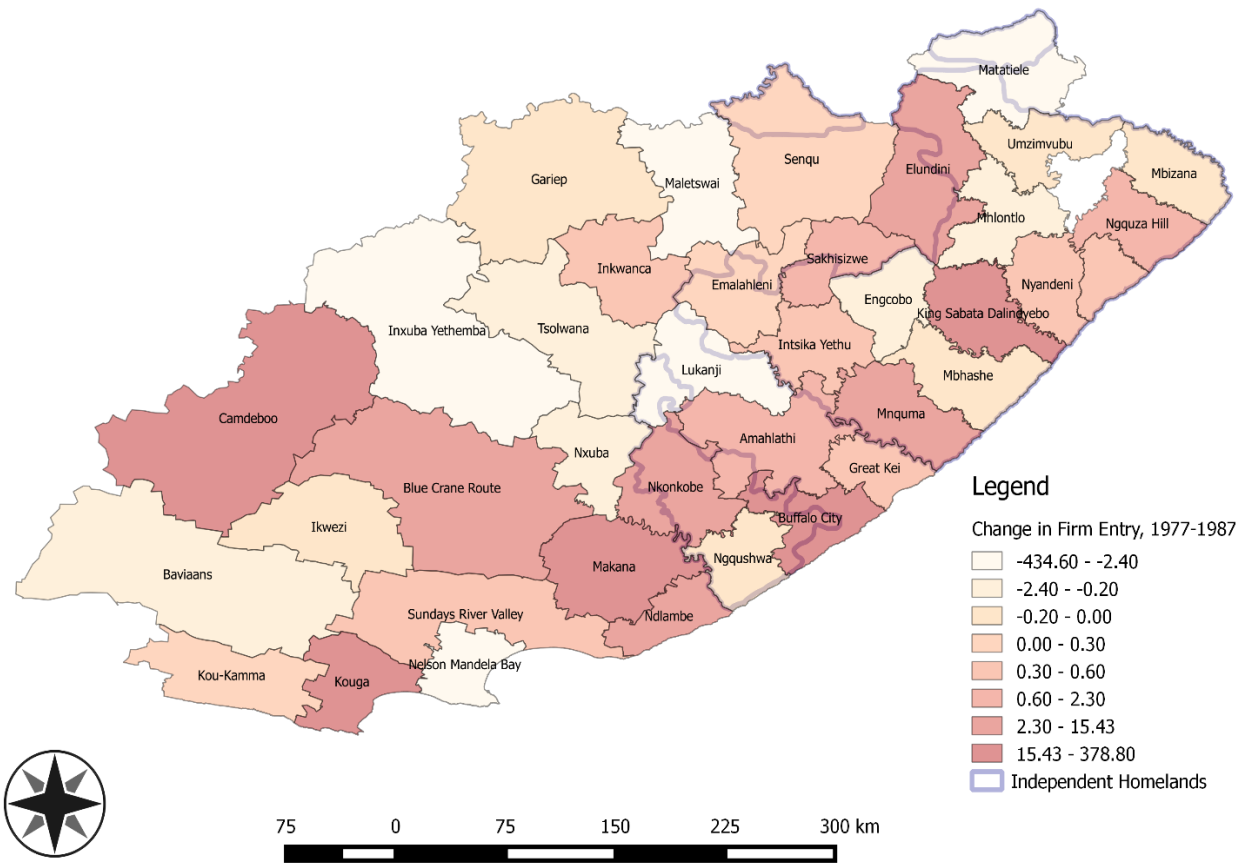 Matatiele
Umzimvubu
Mbizana
Senqu
Elundini
Gariep
Maletswai
Mhlontlo
Ngquza Hill
Inkwanca
Sakhisizwe
Emalahleni
Engcobo
Nyandeni
King Sabata Dalindyebo
Inxuba Yethemba
Tsolwana
Intsika Yethu
Lukanji
Mbhashe
Camdeboo
Mnquma
Amahlathi
Nxuba
Great Kei
Blue Crane Route
Nkonkobe
Buffalo City
Ikwezi
Ngqushwa
Makana
Baviaans
Sundays River Valley
Ndlambe
Nelson Mandela Bay
Kou-Kamma
Kouga
Legend
Change in Firm Entry, 1977-1987
-434.60 - -2.40
-2.40 - -0.20
-0.20 - 0.00
0.00 - 0.30
0.30 - 0.60
0.60 - 2.30
2.30 - 15.43
15.43 - 378.80
Independent Homelands
75 0 75 150 225 300 km